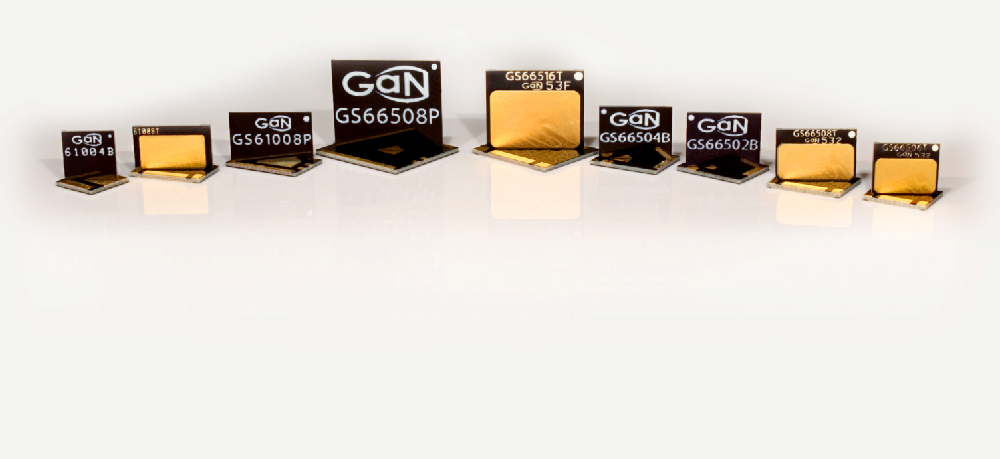 GaN
61004B
61008T
GaN
GS61008P
GaN
GS66508P
GS66516T
GaN 53F
GaN
GS66504B
GaN
GS66502B
GS66508T
GaN 532
GS66506T
GaN 532